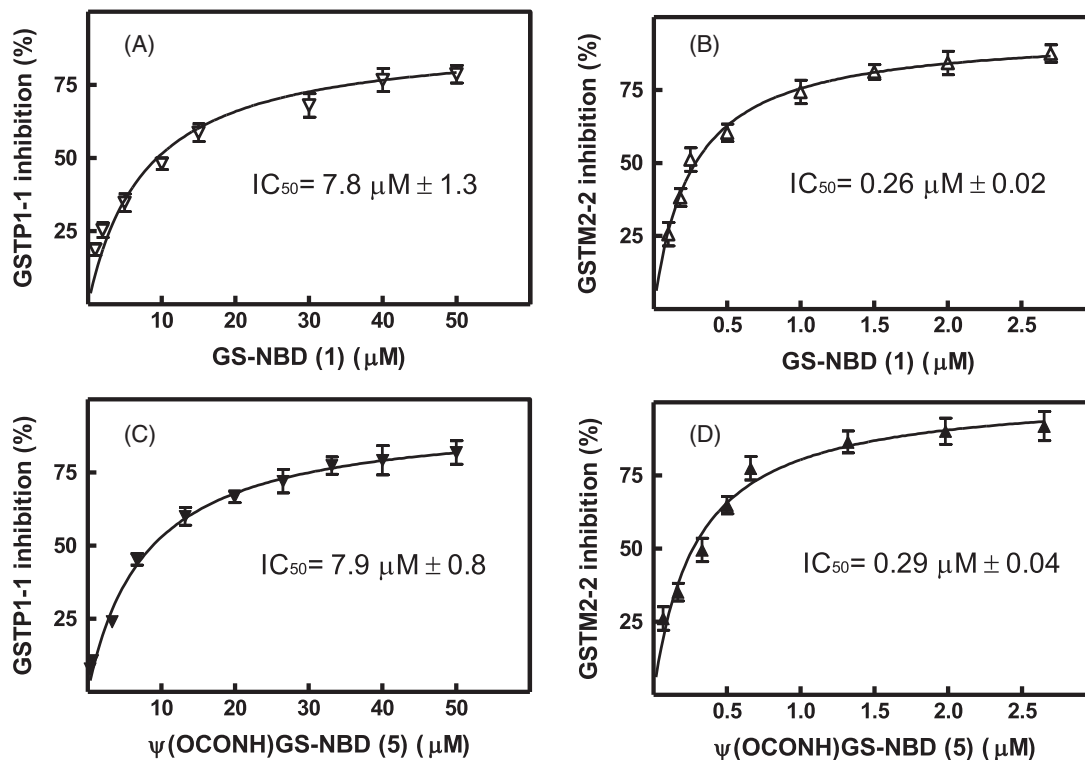 (A)
GSTP1-1 inhibition (%)
75
50
25
IC50= 7.8 μM ± 1.3
10 20 30 40 50
GS-NBD (1) (μM)
(B)
GSTM2-2 inhibition (%)
75
50
25
IC50= 0.26 μM ± 0.02
0.5 1.0 1.5 2.0 2.5
GS-NBD (1) (μM)
(C)
GSTP1-1 inhibition (%)
75
50
25
IC50= 7.9 μM ± 0.8
10 20 30 40 50
ψ(OCONH)GS-NBD (5) (μM)
(D)
GSTM2-2 inhibition (%)
75
50
25
IC50= 0.29 μM ± 0.04
0.5 1.0 1.5 2.0 2.5
ψ(OCONH)GS-NBD (5) (μM)